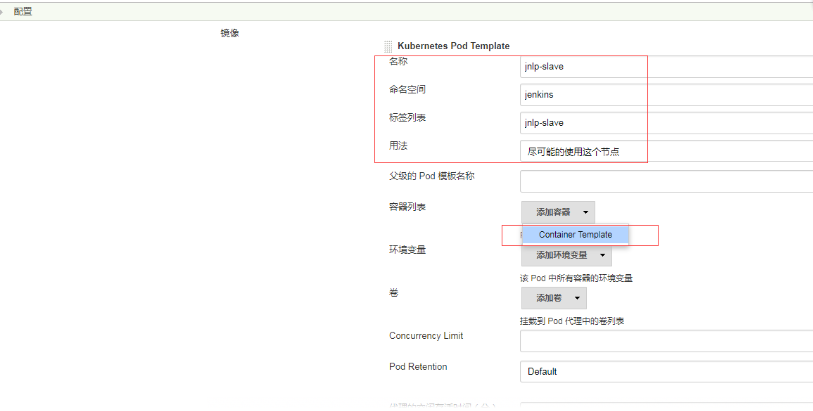 配置
镜像
Kubernetes Pod Template
名称 jnlp-slave
命名空间 jenkins
标签列表 jnlp-slave
用法 尽可能的使用这个节点
父级的 Pod 模板名称
容器列表 添加容器
Container Template
环境变量 添加环境变量
该 Pod 中所有容器的环境变量
卷 添加卷
挂载到 Pod 代理中的卷列表
Concurrency Limit
Pod Retention Default